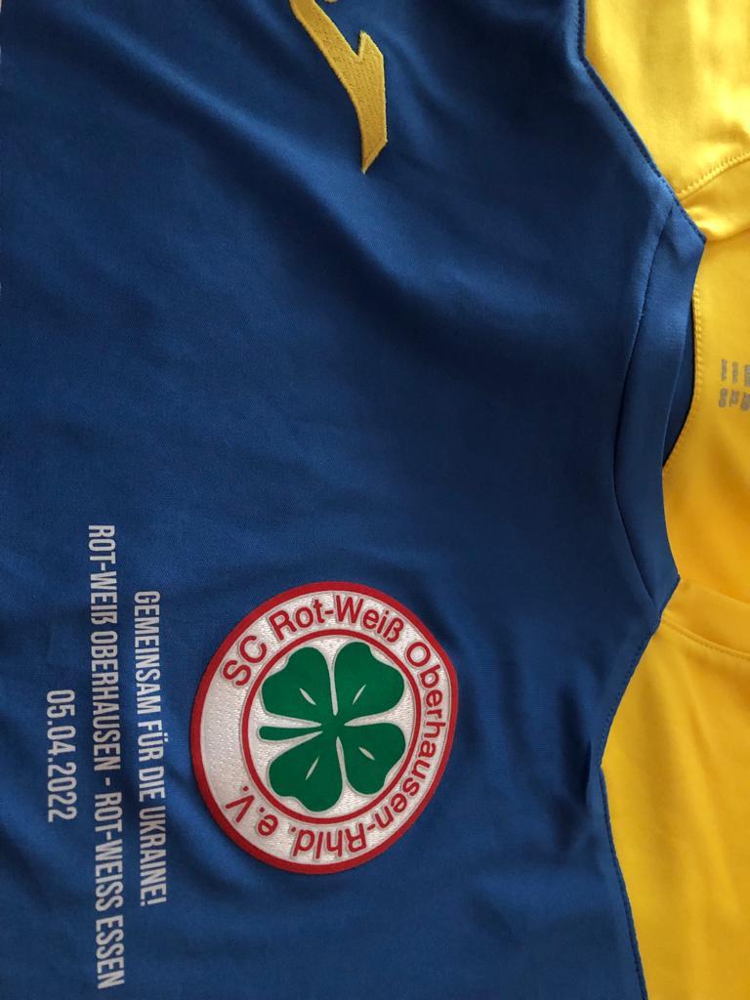 SC Rot-Weiß Oberhausen-Rhld. e.V.
GEMEINSAM FÜR DIE UKRAINE!
ROT-WEIß OBERHAUSEN - ROT-WEISS ESSEN
05.04.2022